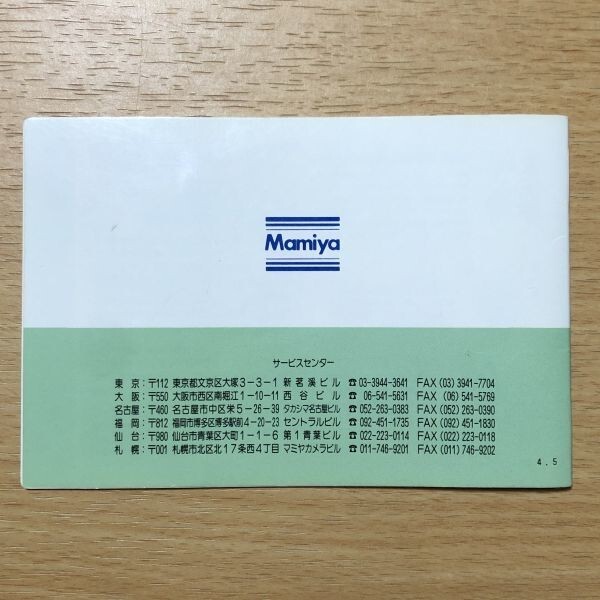 Mamiya
サービスセンター
東 京:〒112 東京都文京区大塚3-3-1 新茗溪ビル ☎03-3944-3641 FAX(03)3941-7704
大 阪:〒550 大阪市西区南堀江1-10-11 西谷ビル ☎06-541-5631 FAX(06)541-5769
名古屋:〒460 名古屋市中区栄5-26-39 タカシマ名古屋ビル ☎052-263-0383 FAX(052)263-0390
福 岡:〒812 福岡市博多区博多駅前4-20-23 セントラルビル ☎092-451-1735 FAX(092)451-1830
仙 台:〒980 仙台市青葉区大町1-1-6 第1青葉ビル ☎022-223-0114 FAX(022)223-0118
札 幌:〒001 札幌市北区北17条西4丁目 マミヤカメラビル ☎011-746-9201 FAX(011)746-9202
4.5